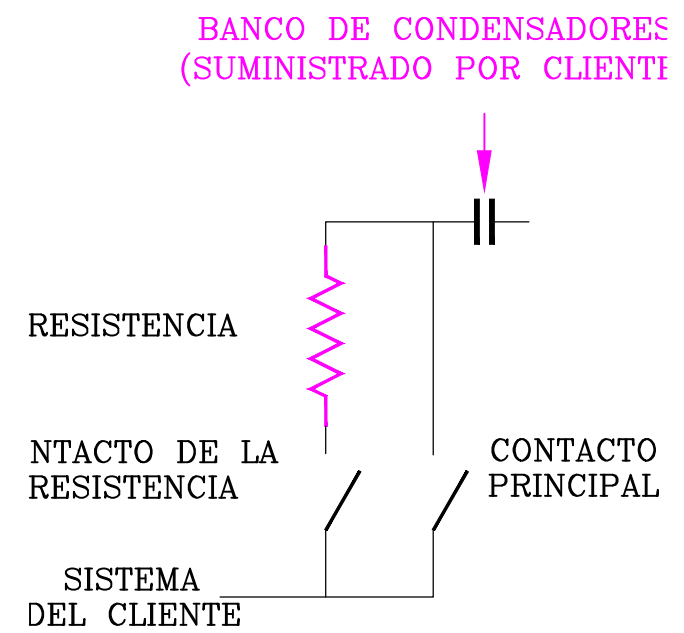 BANCO DE CONDENSADORES
(SUMINISTRADO POR CLIENTE
RESISTENCIA
NTACTO DE LA
RESISTENCIA
CONTACTO
PRINCIPAL
SISTEMA
DEL CLIENTE